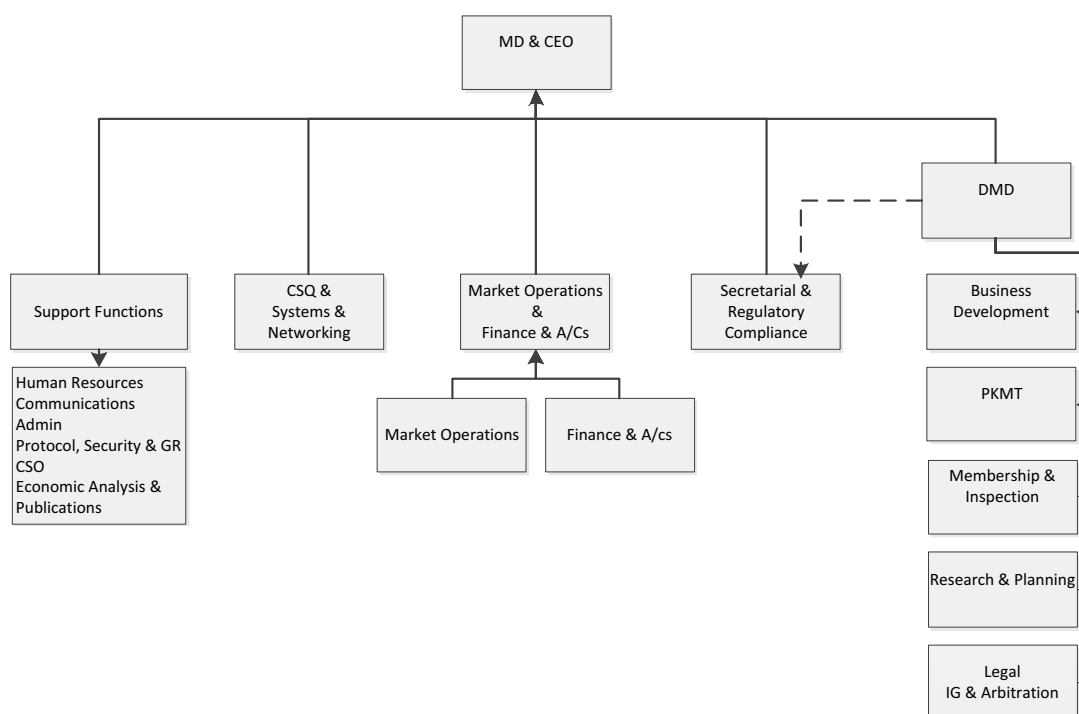 MD & CEO
DMD
Support Functions
CSQ &
Systems &
Networking
Market Operations
&
Finance & A/Cs
Secretarial &
Regulatory
Compliance
Business
Development
Human Resources
Communications
Admin
Protocol, Security & GR
CSO
Economic Analysis &
Publications
Market Operations
Finance & A/cs
PKMT
Membership &
Inspection
Research & Planning
Legal
IG & Arbitration